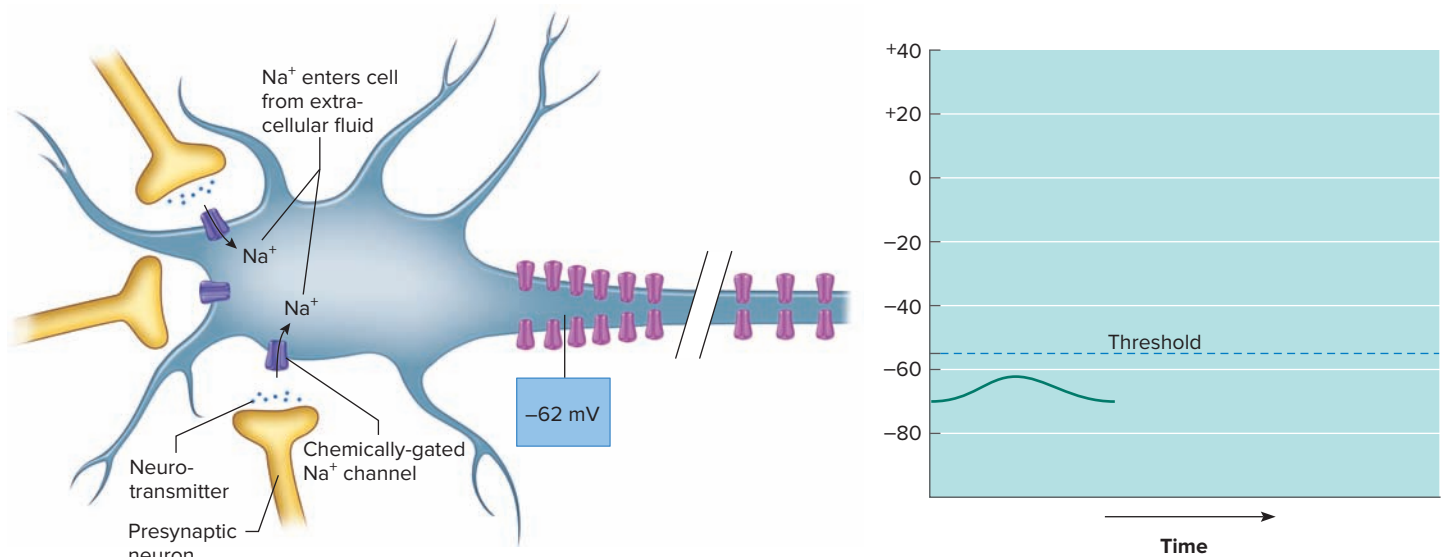 Na⁺ enters cell
from extra-
cellular fluid
Na⁺
Na⁺
–62 mV
Chemically-gated
Na⁺ channel
Neuro-
transmitter
Presynaptic
neuron
+40
+20
0
–20
–40
–60
–80
Threshold
Time